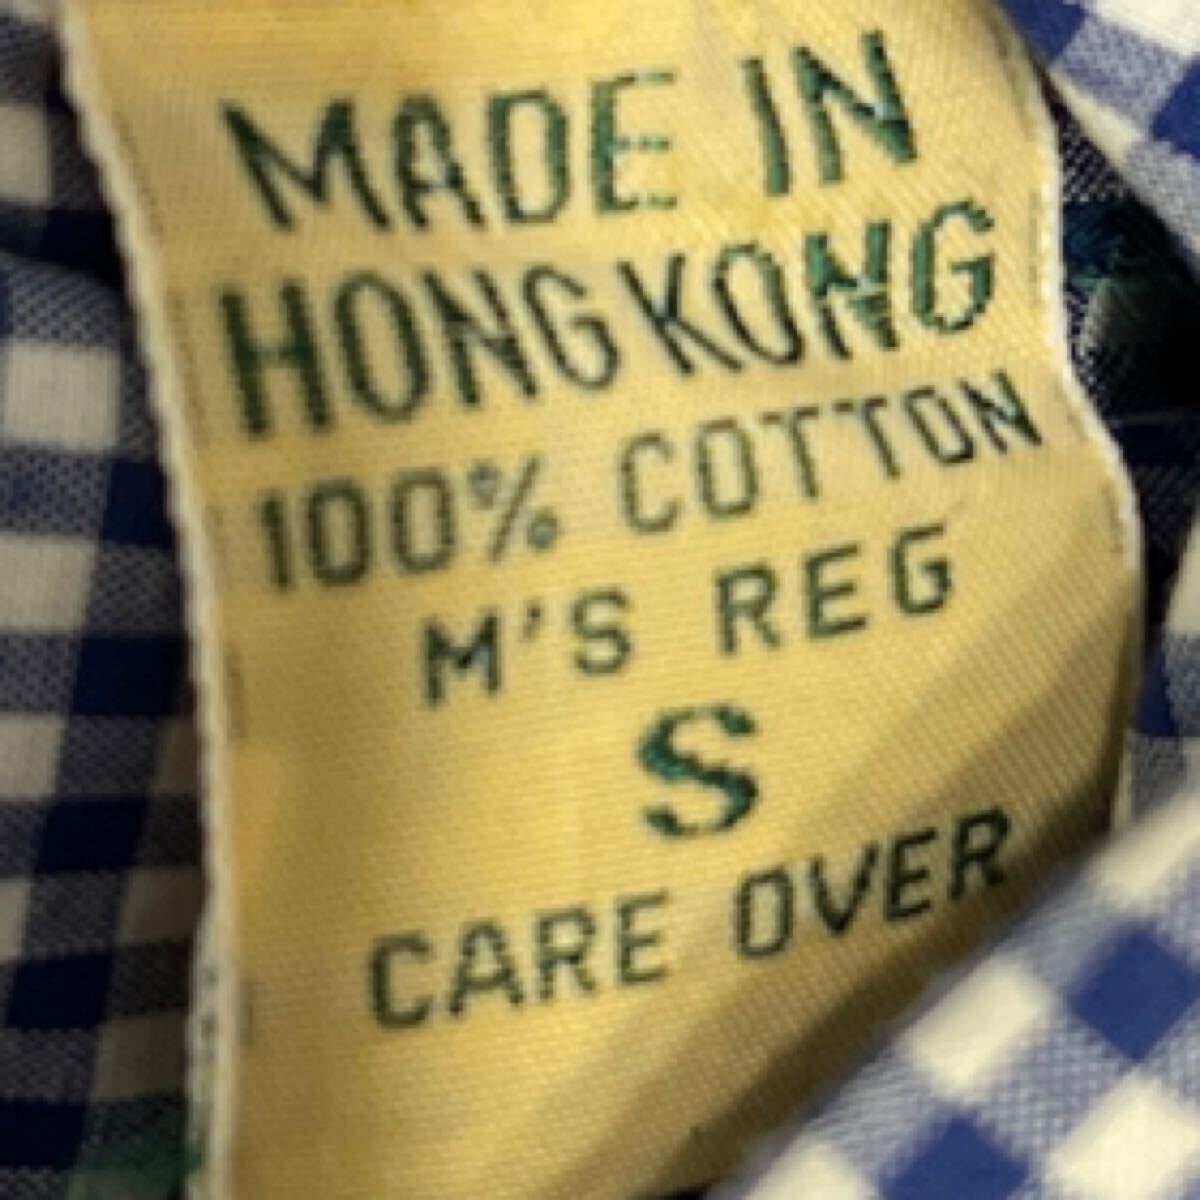 MADE IN
HONG KONG
100% COTTON
M'S REG
S
CARE OVER